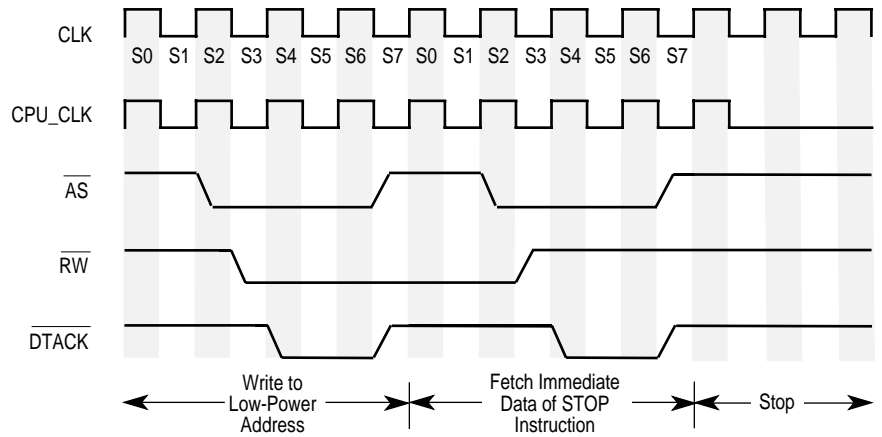 CLK
S0 S1 S2 S3 S4 S5 S6 S7 S0 S1 S2 S3 S4 S5 S6 S7
CPU_CLK
AS
RW
DTACK
Write to
Low-Power
Address
Fetch Immediate
Data of STOP
Instruction
Stop